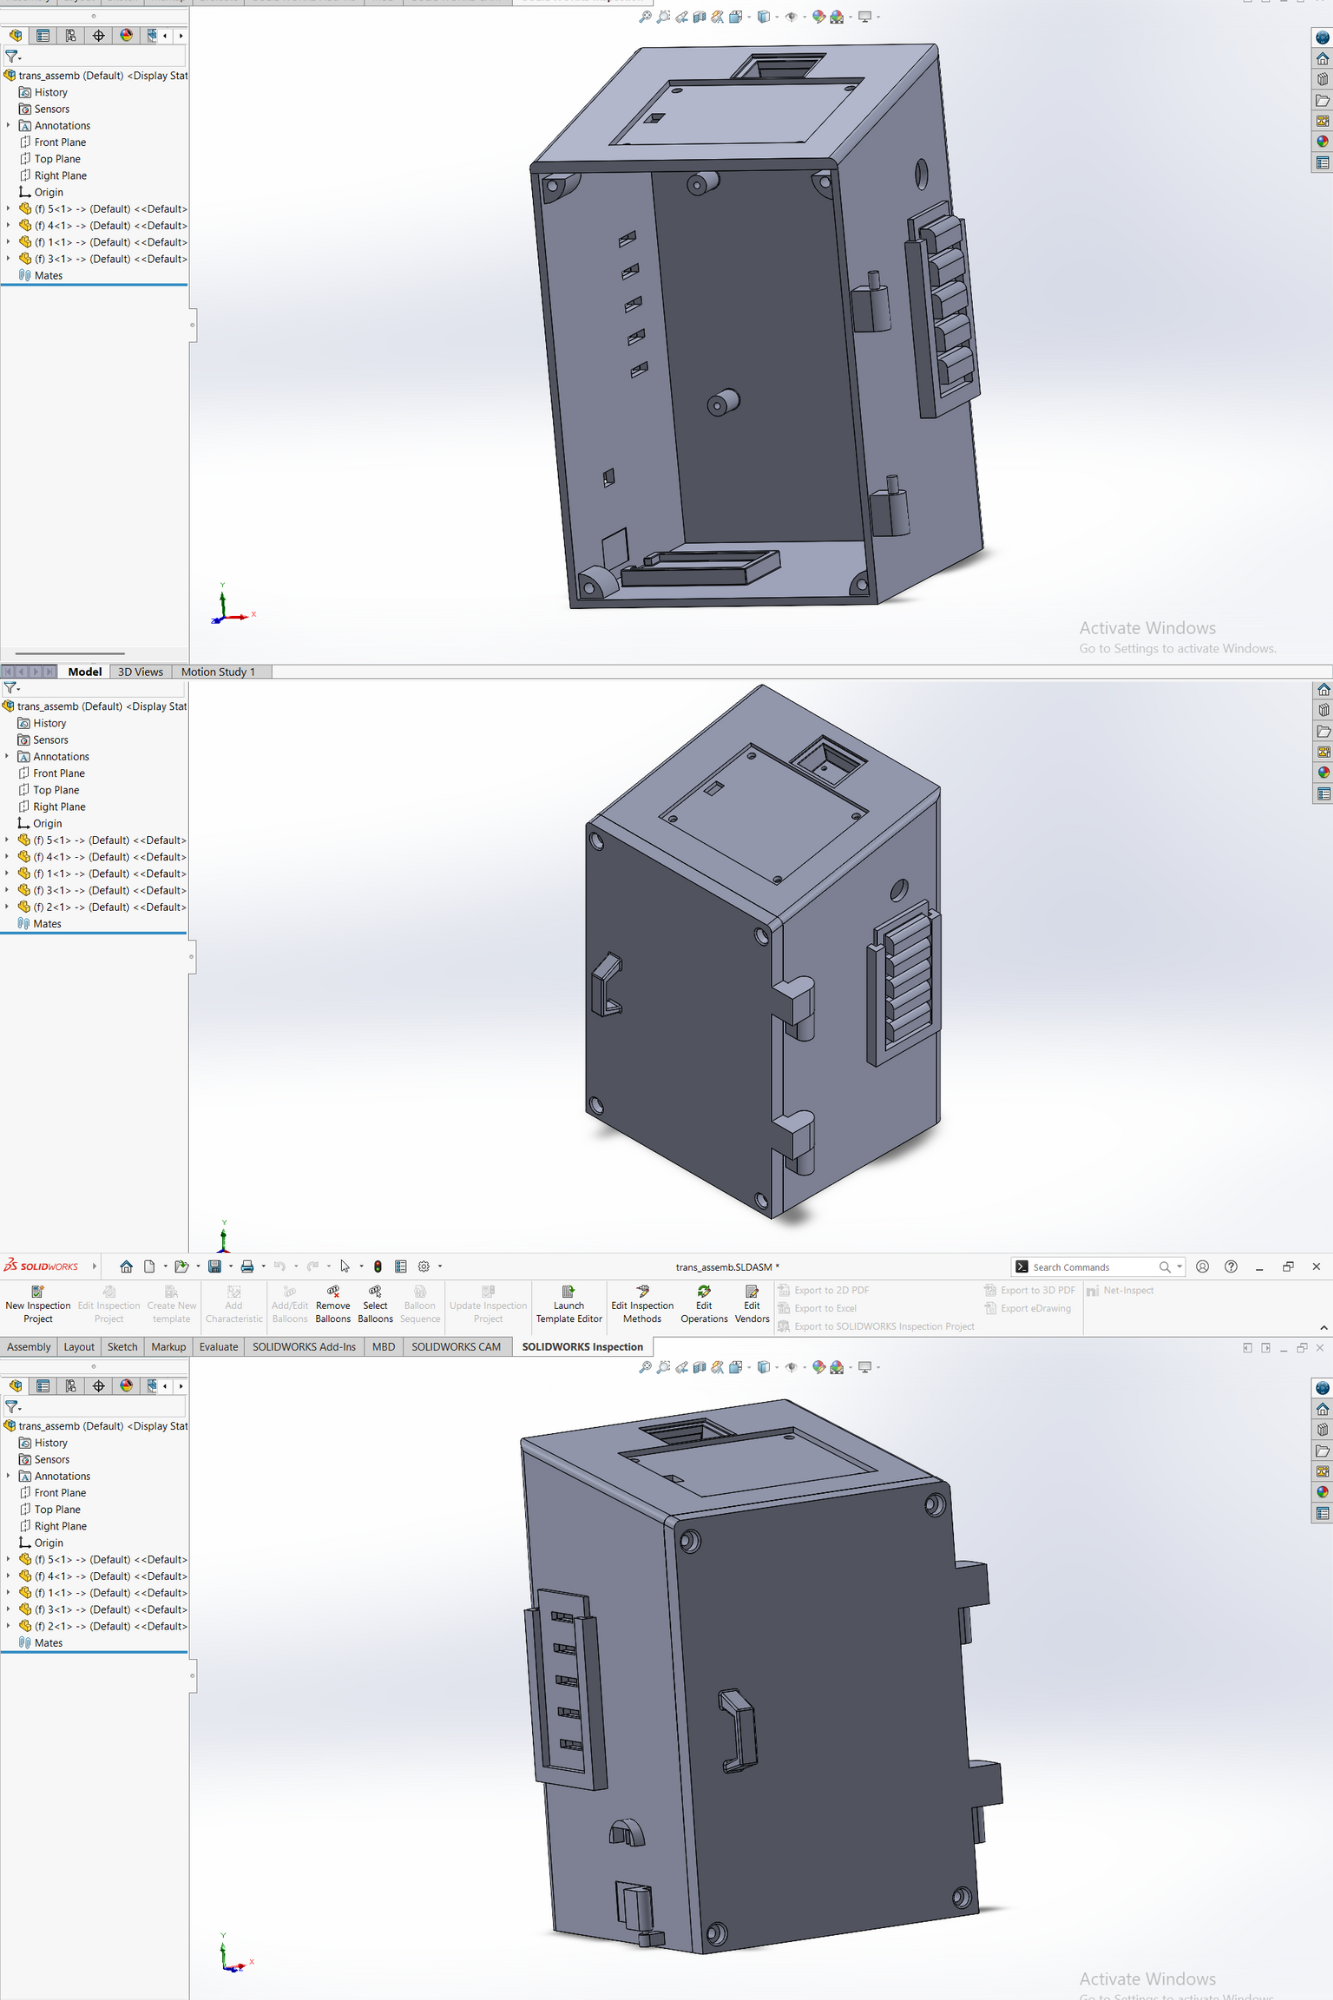 trans_assemb (Default) <Display Stat
History
Sensors
Annotations
Front Plane
Top Plane
Right Plane
Origin
(f) 5<1> -> (Default) <<Default>
(f) 4<1> -> (Default) <<Default>
(f) 1<1> -> (Default) <<Default>
(f) 3<1> -> (Default) <<Default>
Mates
Y
X
Activate Windows
Go to Settings to activate Windows.
Model 3D Views Motion Study 1
trans_assemb (Default) <Display Stat
History
Sensors
Annotations
Front Plane
Top Plane
Right Plane
Origin
(f) 5<1> -> (Default) <<Default>
(f) 4<1> -> (Default) <<Default>
(f) 1<1> -> (Default) <<Default>
(f) 3<1> -> (Default) <<Default>
(f) 2<1> -> (Default) <<Default>
Mates
Y
SOLIDWORKS trans_assemb.SLDASM * Search Commands
New Inspection Project
Edit Inspection Project
Create New template
Add Characteristic
Add/Edit Balloons
Remove Balloons
Select Balloons
Balloon Sequence
Update Inspection Project
Launch Template Editor
Edit Inspection Methods
Edit Operations
Edit Vendors
Export to 2D PDF
Export to Excel
Export to SOLIDWORKS Inspection Project
Export to 3D PDF
Export eDrawing
Net-Inspect
Assembly Layout Sketch Markup Evaluate SOLIDWORKS Add-Ins MBD SOLIDWORKS CAM SOLIDWORKS Inspection
trans_assemb (Default) <Display Stat
History
Sensors
Annotations
Front Plane
Top Plane
Right Plane
Origin
(f) 5<1> -> (Default) <<Default>
(f) 4<1> -> (Default) <<Default>
(f) 1<1> -> (Default) <<Default>
(f) 3<1> -> (Default) <<Default>
(f) 2<1> -> (Default) <<Default>
Mates
Y
X
Activate Windows
Go to Settings to activate Windows.